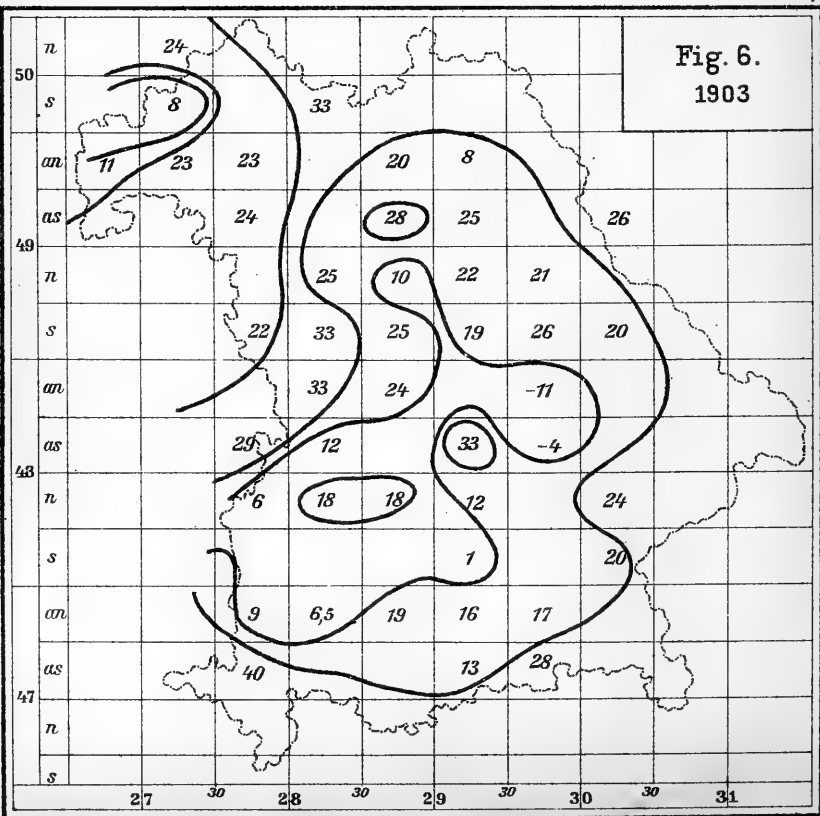 Fig. 6.
1903
n 24
50
s 8 33
an 11 23 23 20 8
as 24 28 25 26
49
n 25 10 22 21
s 22 33 25 19 26 20
an 33 24 -11
as 29 12 33 -4
48
n 6 18 18 12 24
s 1 20
an 9 6,5 19 16 17
as 40 13 28
47
n
s
27 30 28 30 29 30 30 30 31